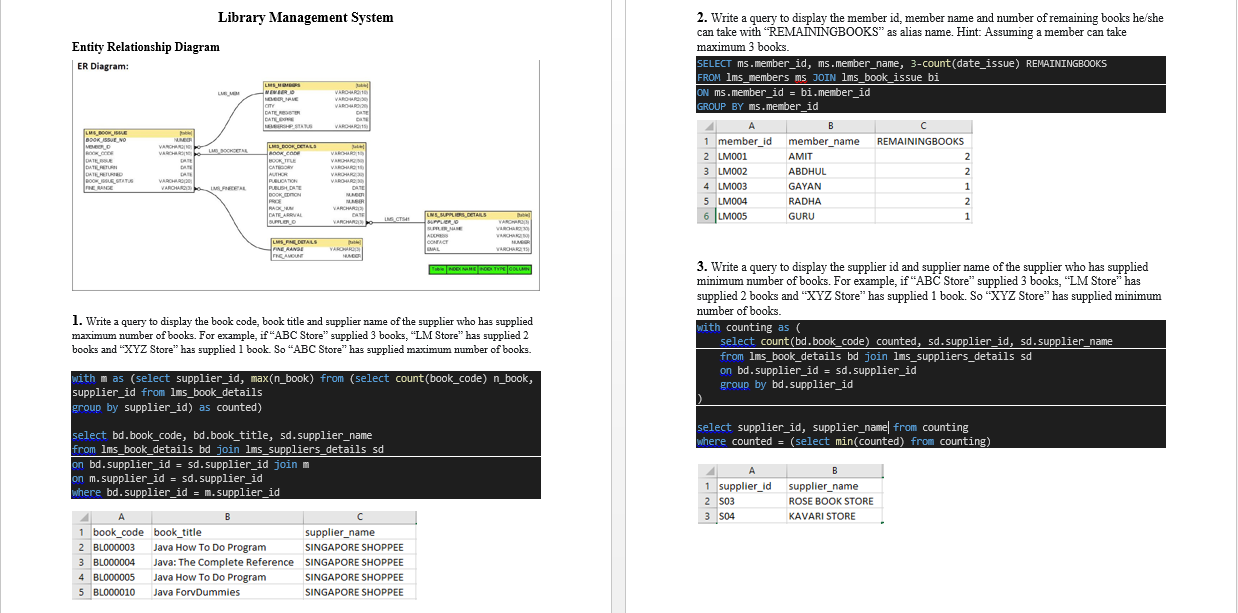 Library Management System
Entity Relationship Diagram
ER Diagram:
LMS_MEMBERS
MEMBER_ID VARCHAR2(10)
MEMBER_NAME VARCHAR2(30)
CITY VARCHAR2(20)
DATE_REGISTER DATE
DATE_EXPIRE DATE
MEMBERSHIP_STATUS VARCHAR2(15)
LMS_MEM
LMS_BOOK_ISSUE
BOOK_ISSUE_NO NUMBER
MEMBER_ID VARCHAR2(10)
BOOK_CODE VARCHAR2(10)
DATE_ISSUE DATE
DATE_RETURN DATE
DATE_RETURNED DATE
BOOK_ISSUE_STATUS VARCHAR2(20)
FINE_RANGE VARCHAR2(3)
LMS_BOOKDETAIL
LMS_FINEDETAIL
LMS_BOOK_DETAILS
BOOK_CODE VARCHAR2(10)
BOOK_TITLE VARCHAR2(50)
CATEGORY VARCHAR2(15)
AUTHOR VARCHAR2(30)
PUBLICATION VARCHAR2(30)
PUBLISH_DATE DATE
BOOK_EDITION NUMBER
PRICE NUMBER
RACK_NUM VARCHAR2(3)
DATE_ARRIVAL DATE
SUPPLIER_ID VARCHAR2(3)
LMS_CTS41
LMS_SUPPLIERS_DETAILS
SUPPLIER_ID VARCHAR2(3)
SUPPLIER_NAME VARCHAR2(30)
ADDRESS VARCHAR2(50)
CONTACT NUMBER
EMAIL VARCHAR2(15)
LMS_FINE_DETAILS
FINE_RANGE VARCHAR2(3)
FINE_AMOUNT NUMBER
Table INDEX NAME INDEX TYPE COLUMN
1. Write a query to display the book code, book title and supplier name of the supplier who has supplied
maximum number of books. For example, if “ABC Store” supplied 3 books, “LM Store” has supplied 2
books and “XYZ Store” has supplied 1 book. So “ABC Store” has supplied maximum number of books.
with m as (select supplier_id, max(n_book) from (select count(book_code) n_book,
supplier_id from lms_book_details
group by supplier_id) as counted)
select bd.book_code, bd.book_title, sd.supplier_name
from lms_book_details bd join lms_suppliers_details sd
on bd.supplier_id = sd.supplier_id join m
on m.supplier_id = sd.supplier_id
where bd.supplier_id = m.supplier_id
A B C
1 book_code book_title supplier_name
2 BL000003 Java How To Do Program SINGAPORE SHOPPEE
3 BL000004 Java: The Complete Reference SINGAPORE SHOPPEE
4 BL000005 Java How To Do Program SINGAPORE SHOPPEE
5 BL000010 Java ForvDummies SINGAPORE SHOPPEE
2. Write a query to display the member id, member name and number of remaining books he/she
can take with “REMAININGBOOKS” as alias name. Hint: Assuming a member can take
maximum 3 books.
SELECT ms.member_id, ms.member_name, 3-count(date_issue) REMAININGBOOKS
FROM lms_members ms JOIN lms_book_issue bi
ON ms.member_id = bi.member_id
GROUP BY ms.member_id
A B C
1 member_id member_name REMAININGBOOKS
2 LM001 AMIT 2
3 LM002 ABDHUL 2
4 LM003 GAYAN 1
5 LM004 RADHA 2
6 LM005 GURU 1
3. Write a query to display the supplier id and supplier name of the supplier who has supplied
minimum number of books. For example, if “ABC Store” supplied 3 books, “LM Store” has
supplied 2 books and “XYZ Store” has supplied 1 book. So “XYZ Store” has supplied minimum
number of books.
with counting as (
select count(bd.book_code) counted, sd.supplier_id, sd.supplier_name
from lms_book_details bd join lms_suppliers_details sd
on bd.supplier_id = sd.supplier_id
group by bd.supplier_id
)
select supplier_id, supplier_name from counting
where counted = (select min(counted) from counting)
A B
1 supplier_id supplier_name
2 S03 ROSE BOOK STORE
3 S04 KAVARI STORE